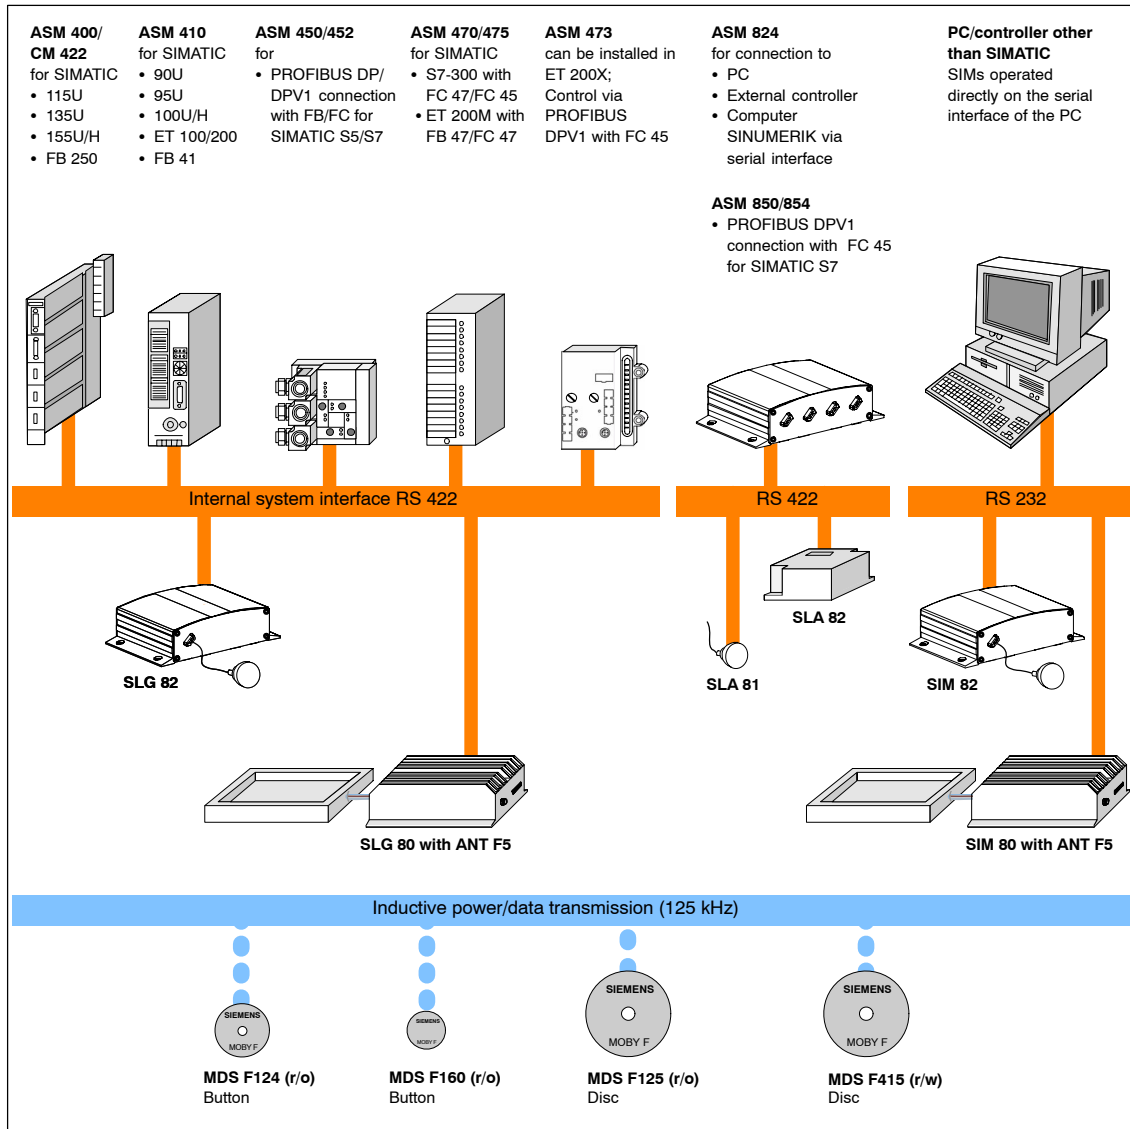 ASM 400/
CM 422
for SIMATIC
• 115U
• 135U
• 155U/H
• FB 250
ASM 410
for SIMATIC
• 90U
• 95U
• 100U/H
• ET 100/200
• FB 41
ASM 450/452
for
• PROFIBUS DP/
DPV1 connection
with FB/FC for
SIMATIC S5/S7
ASM 470/475
for SIMATIC
• S7-300 with
FC 47/FC 45
• ET 200M with
FB 47/FC 47
ASM 473
can be installed in
ET 200X;
Control via
PROFIBUS
DPV1 with FC 45
ASM 824
for connection to
• PC
• External controller
• Computer
SINUMERIK via
serial interface
ASM 850/854
• PROFIBUS DPV1
connection with FC 45
for SIMATIC S7
PC/controller other
than SIMATIC
SIMs operated
directly on the serial
interface of the PC
Internal system interface RS 422
RS 422
RS 232
SLG 82
SLA 82
SLA 81
SIM 82
SLG 80 with ANT F5
SIM 80 with ANT F5
Inductive power/data transmission (125 kHz)
SIEMENS
MOBY F
SIEMENS
MOBY F
SIEMENS
MOBY F
SIEMENS
MOBY F
MDS F124 (r/o)
Button
MDS F160 (r/o)
Button
MDS F125 (r/o)
Disc
MDS F415 (r/w)
Disc